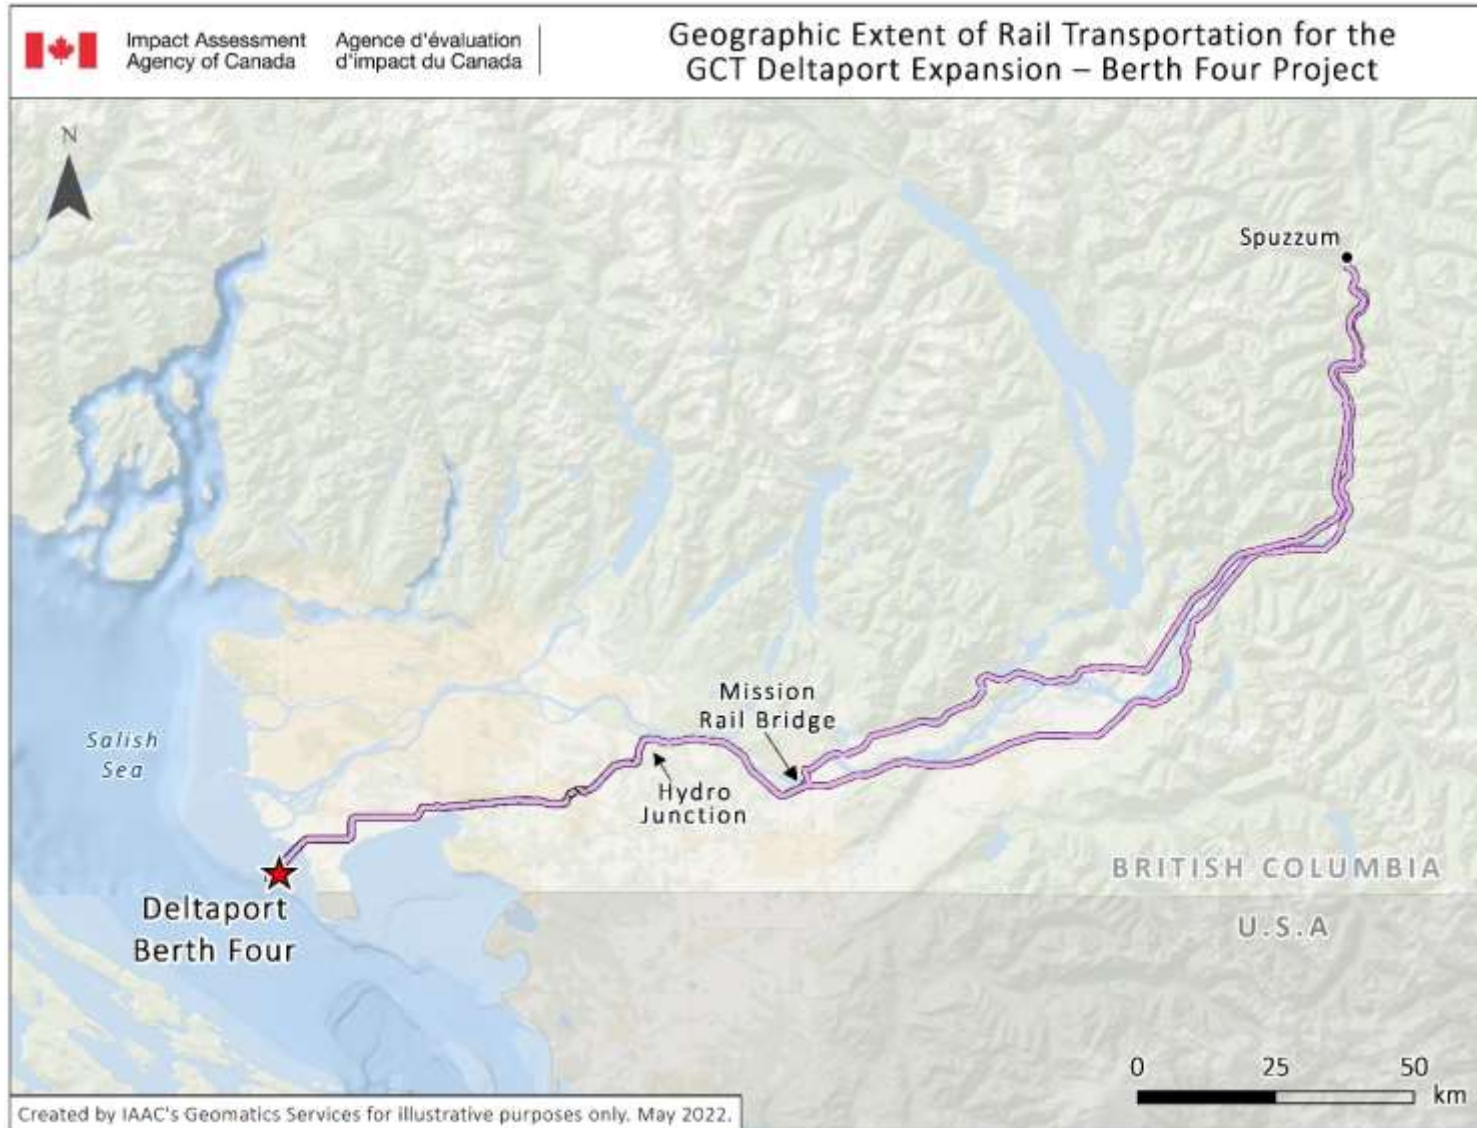 Impact Assessment
Agency of Canada
Agence d'évaluation
d'impact du Canada
Geographic Extent of Rail Transportation for the
GCT Deltaport Expansion – Berth Four Project
N
Spuzzum
Mission
Rail Bridge
Salish
Sea
Hydro
Junction
BRITISH COLUMBIA
Deltaport
Berth Four
U.S.A
0 25 50
km
Created by IAAC's Geomatics Services for illustrative purposes only. May 2022.